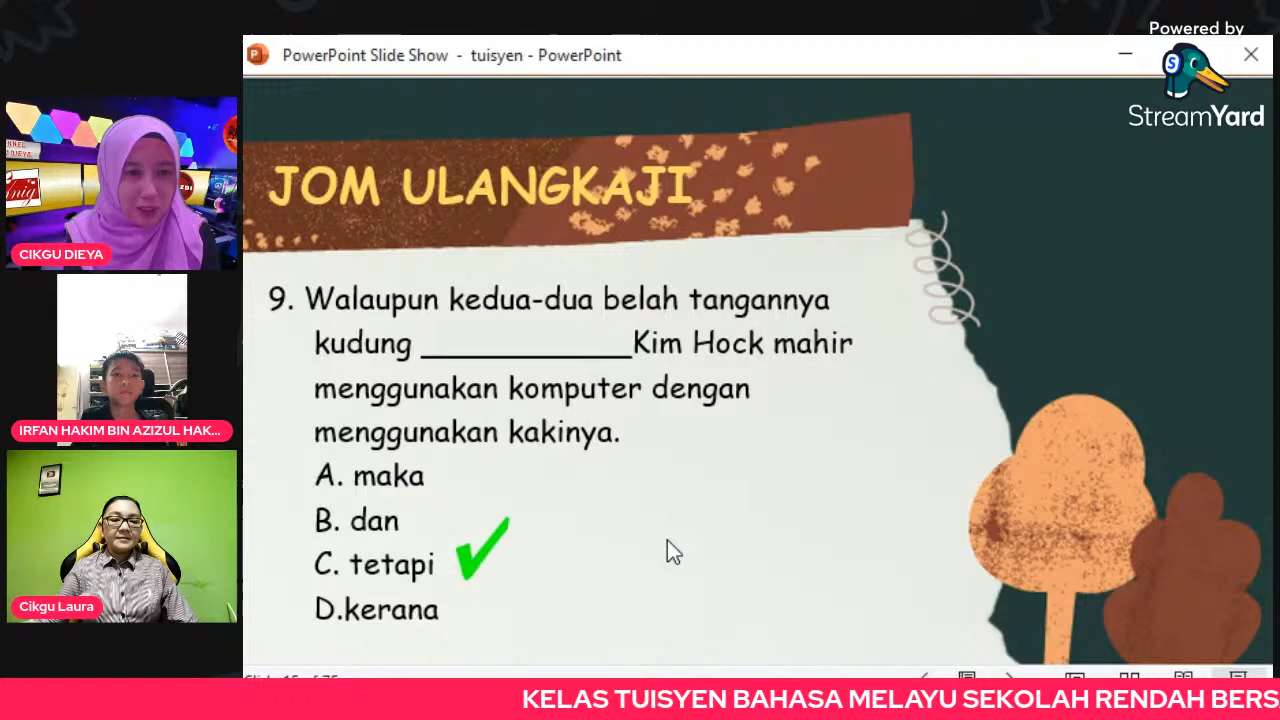 Powered by
StreamYard
PowerPoint Slide Show - tuisyen - PowerPoint
JOM ULANGKAJI
9. Walaupun kedua-dua belah tangannya
kudung ____________Kim Hock mahir
menggunakan komputer dengan
menggunakan kakinya.
A. maka
B. dan
C. tetapi
D.kerana
CIKGU DIEYA
IRFAN HAKIM BIN AZIZUL HAK...
Cikgu Laura
KELAS TUISYEN BAHASA MELAYU SEKOLAH RENDAH BERS